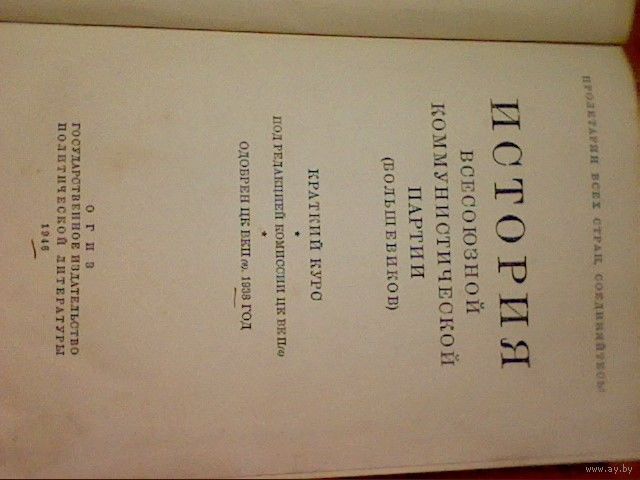 ПРОЛЕТАРИИ ВСЕХ СТРАН, СОЕДИНЯЙТЕСЬ!
ИСТОРИЯ
ВСЕСОЮЗНОЙ
КОММУНИСТИЧЕСКОЙ
ПАРТИИ
(БОЛЬШЕВИКОВ)
КРАТКИЙ КУРС
*
ПОД РЕДАКЦИЕЙ КОМИССИИ ЦК ВКП(б)
*
ОДОБРЕН ЦК ВКП(б). 1938 ГОД
ОГИЗ
ГОСУДАРСТВЕННОЕ ИЗДАТЕЛЬСТВО
ПОЛИТИЧЕСКОЙ ЛИТЕРАТУРЫ
1946
www.ay.by